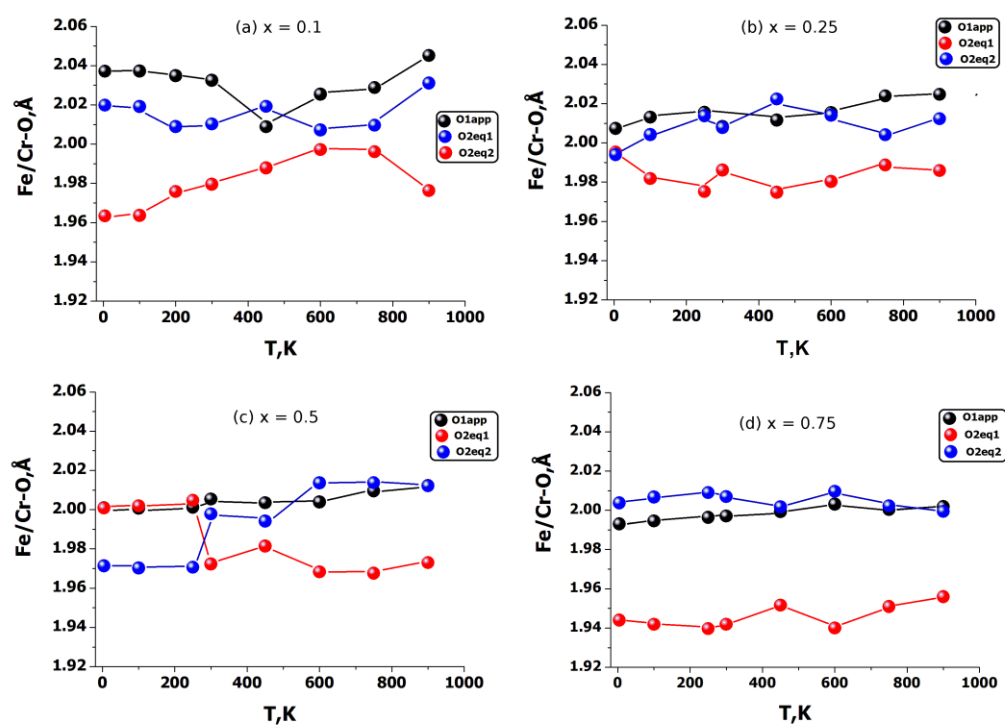 (a) x = 0.1
Fe/Cr-O,Å
2.06
2.04
2.02
2.00
1.98
1.96
1.94
1.92
O1app
O2eq1
O2eq2
0 200 400 600 800 1000
T,K
(b) x = 0.25
Fe/Cr-O,Å
2.06
2.04
2.02
2.00
1.98
1.96
1.94
1.92
O1app
O2eq1
O2eq2
0 200 400 600 800 1000
T,K
(c) x = 0.5
Fe/Cr-O,Å
2.06
2.04
2.02
2.00
1.98
1.96
1.94
1.92
O1app
O2eq1
O2eq2
0 200 400 600 800 1000
T,K
(d) x = 0.75
Fe/Cr-O,Å
2.06
2.04
2.02
2.00
1.98
1.96
1.94
1.92
O1app
O2eq1
O2eq2
0 200 400 600 800 1000
T,K